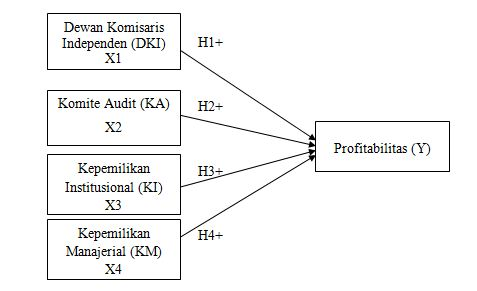 Dewan Komisaris
Independen (DKI)
X1
H1+
Komite Audit (KA)
X2
H2+
Kepemilikan
Institusional (KI)
X3
H3+
Kepemilikan
Manajerial (KM)
X4
H4+
Profitabilitas (Y)